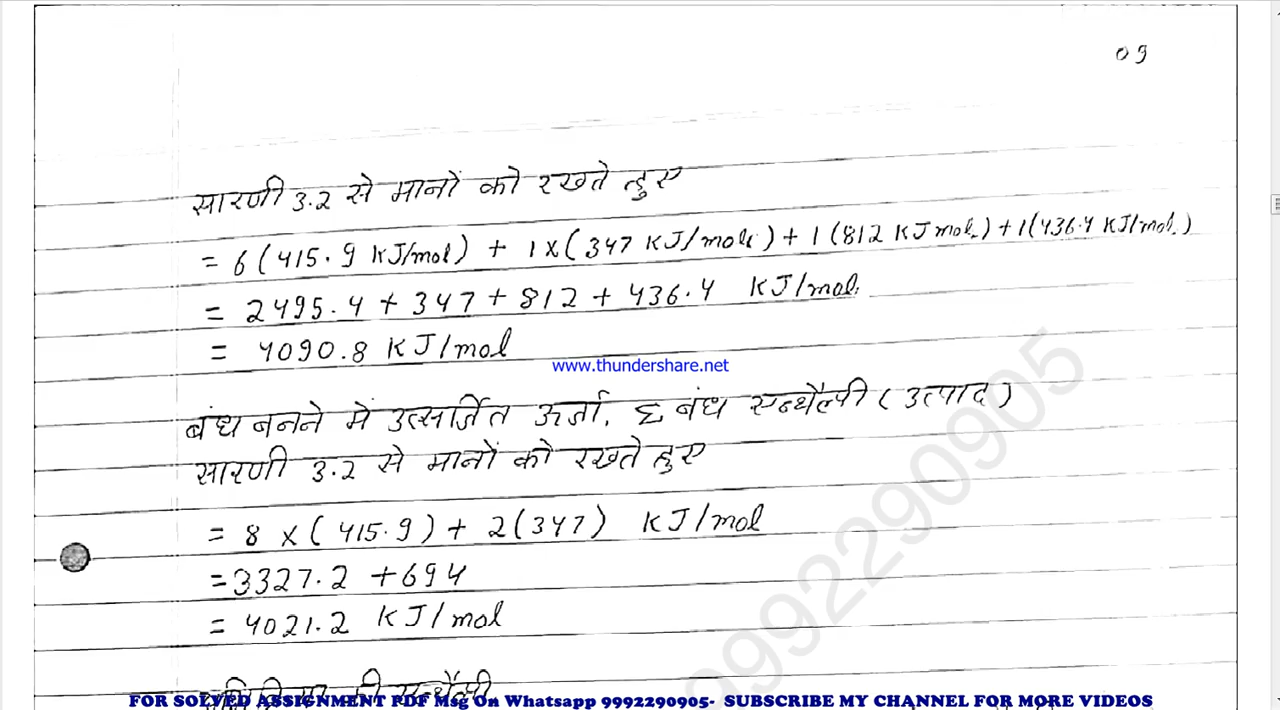 09
सारणी 3.2 से मानों को रखते हुए
= 6 (415.9 KJ/mol) + 1 x (347 KJ/mol) + 1 (812 KJ mol.) + 1 (436.4 KJ/mol.)
= 2495.4 + 347 + 812 + 436.4 KJ/mol.
= 4090.8 KJ/mol
www.thundershare.net
बंध बनने में उत्सर्जित ऊर्जा, Σ बंध एन्थैल्पी (उत्पाद)
सारणी 3.2 से मानों को रखते हुए
= 8 x (415.9) + 2 (347) KJ/mol
= 3327.2 + 694
= 4021.2 KJ/mol
9992290905
FOR SOLVED ASSIGNMENT PDF Msg On Whatsapp 9992290905- SUBSCRIBE MY CHANNEL FOR MORE VIDEOS